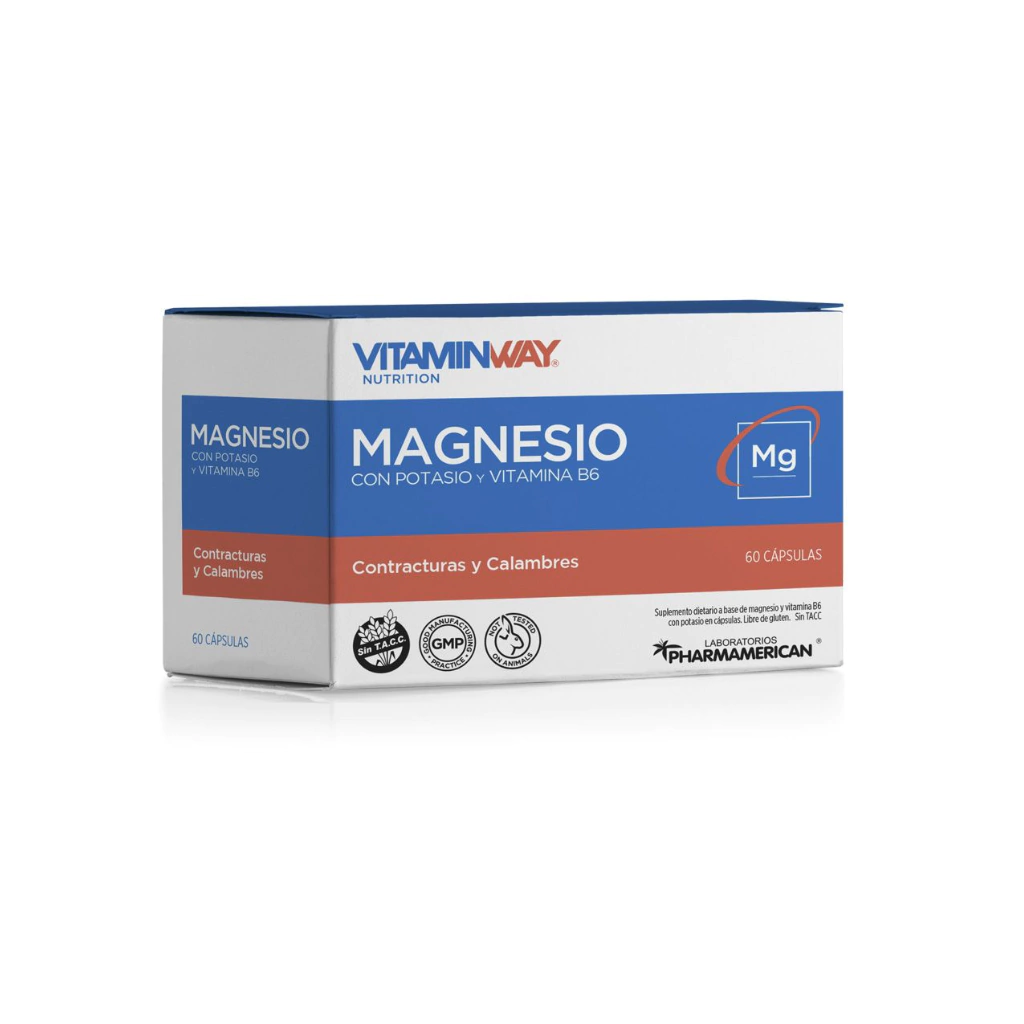 MAGNESIO
CON POTASIO
Y VITAMINA B6
Contracturas
y Calambres
60 CÁPSULAS
VITAMINWAY®
NUTRITION
MAGNESIO
CON POTASIO Y VITAMINA B6
Mg
Contracturas y Calambres
60 CÁPSULAS
Sin T.A.C.C.
GOOD MANUFACTURING
GMP
PRACTICE
NOT TESTED
ON ANIMALS
Suplemento dietario a base de magnesio y vitamina B6
con potasio en cápsulas. Libre de gluten. Sin TACC
LABORATORIOS
PHARMAMERICAN®